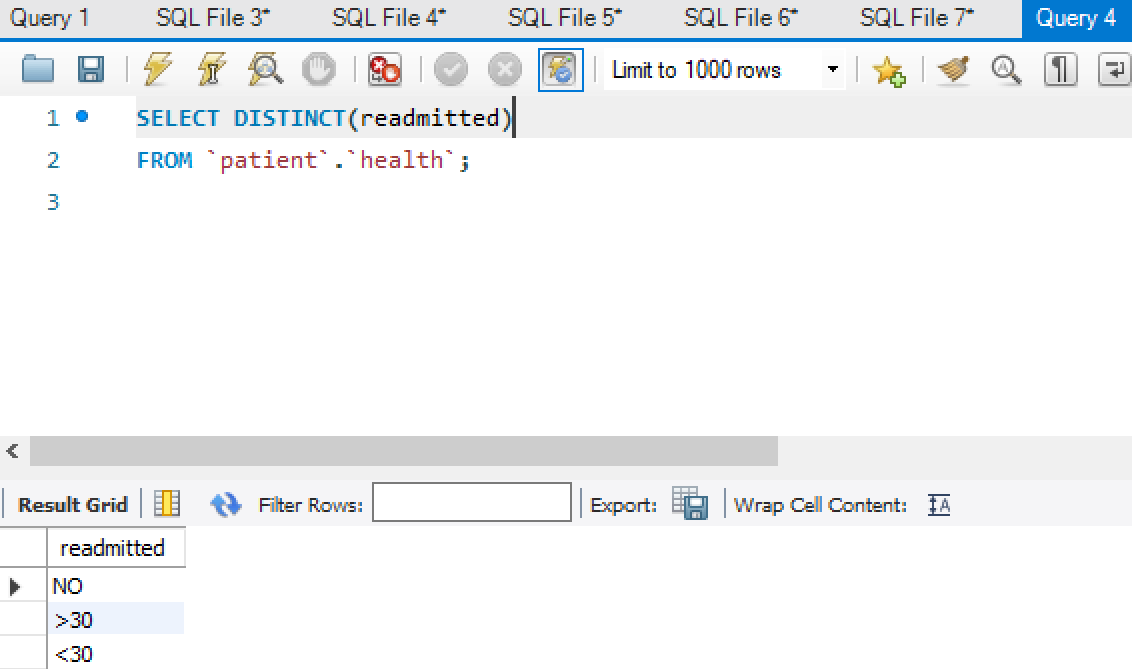 Query 1 SQL File 3* SQL File 4* SQL File 5* SQL File 6* SQL File 7* Query 4
Limit to 1000 rows
1 SELECT DISTINCT(readmitted)
2 FROM `patient`.`health`;
3
Result Grid Filter Rows: Export: Wrap Cell Content:
readmitted
NO
>30
<30